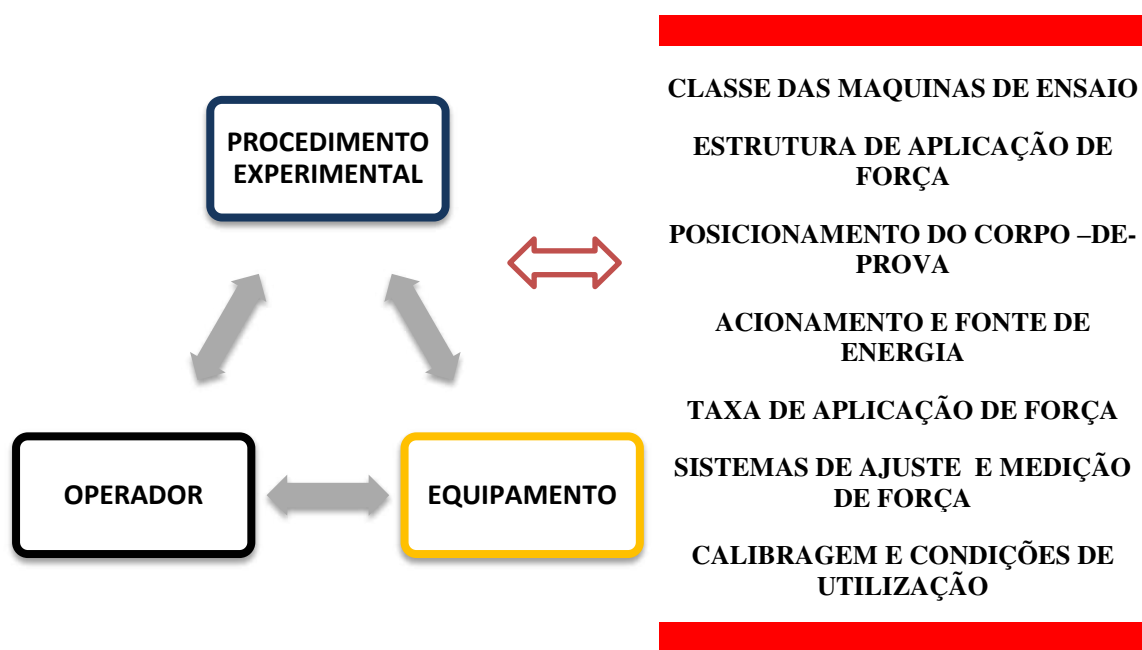 PROCEDIMENTO
EXPERIMENTAL
OPERADOR
EQUIPAMENTO
CLASSE DAS MAQUINAS DE ENSAIO
ESTRUTURA DE APLICAÇÃO DE
FORÇA
POSICIONAMENTO DO CORPO –DE-
PROVA
ACIONAMENTO E FONTE DE
ENERGIA
TAXA DE APLICAÇÃO DE FORÇA
SISTEMAS DE AJUSTE  E MEDIÇÃO
DE FORÇA
CALIBRAGEM E CONDIÇÕES DE
UTILIZAÇÃO